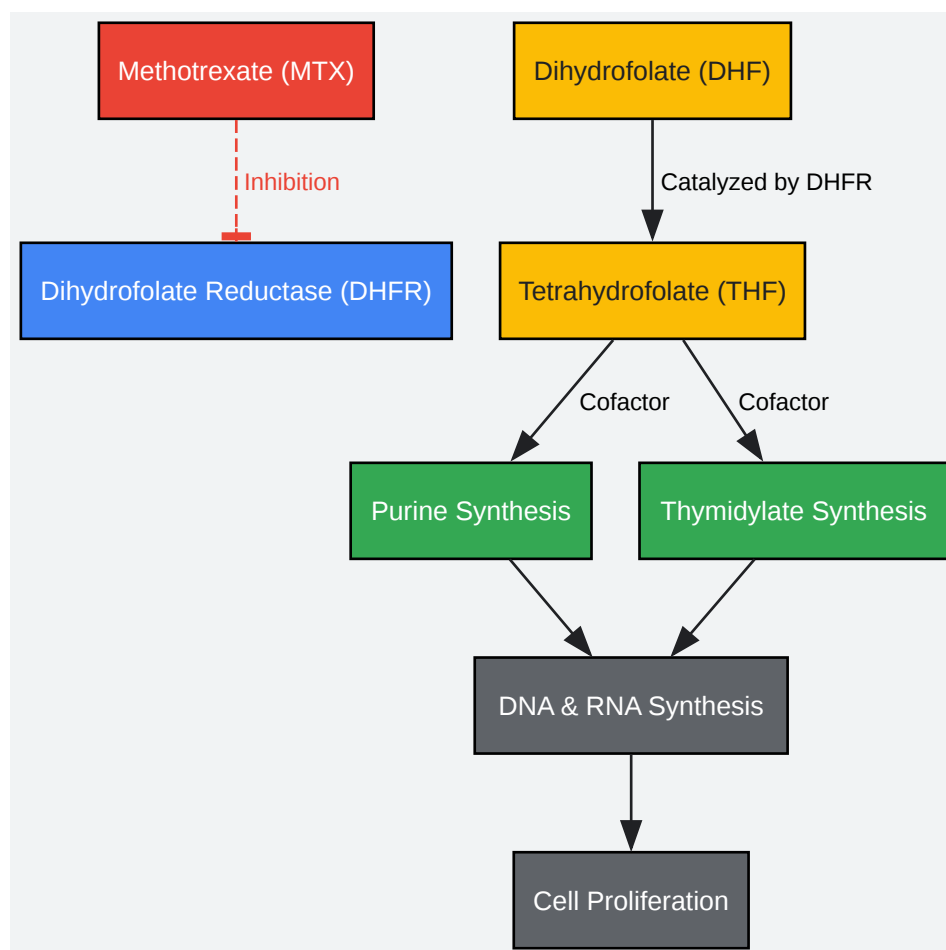 Methotrexate (MTX)
Dihydrofolate (DHF)
Inhibition
Catalyzed by DHFR
Dihydrofolate Reductase (DHFR)
Tetrahydrofolate (THF)
Cofactor
Cofactor
Purine Synthesis
Thymidylate Synthesis
DNA & RNA Synthesis
Cell Proliferation